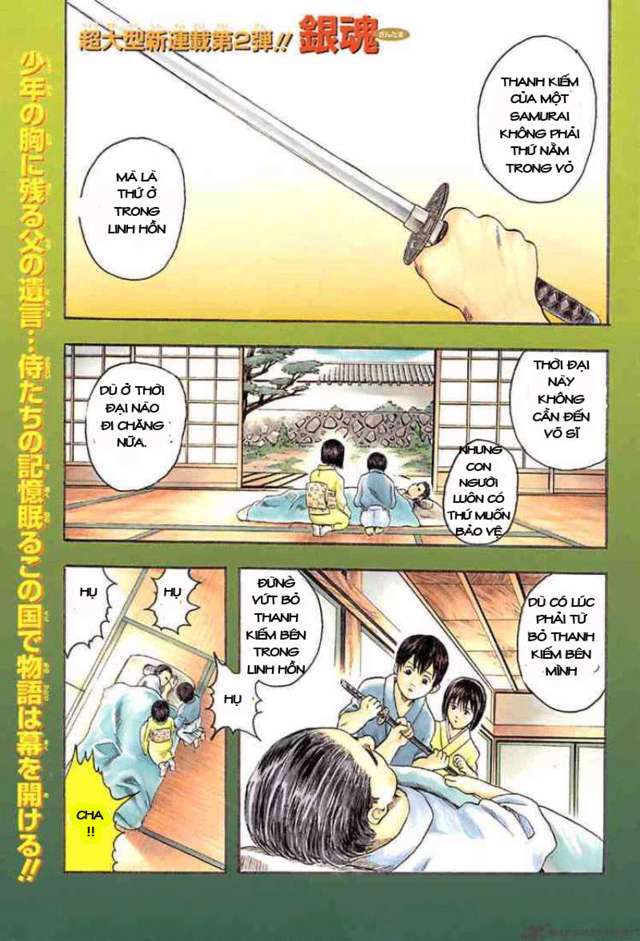 超大型新連載第2弾!! 銀魂
ぎんたま
少年の胸に残る父の遺言…侍たちの記憶眠るこの国で物語は幕を開ける!!
THANH KIẾM
CỦA MỘT
SAMURAI
KHÔNG PHẢI
THỨ NẰM
TRONG VỎ
MÀ LÀ
THỨ Ở
TRONG
LINH HỒN
THỜI ĐẠI
NÀY
KHÔNG
CẦN ĐẾN
VÕ SĨ
NHƯNG
CON
NGƯỜI
LUÔN CÓ
THỨ MUỐN
BẢO VỆ
DÙ Ở THỜI
ĐẠI NÀO
ĐI CHĂNG
NỮA.
DÙ CÓ LÚC
PHẢI TỪ
BỎ THANH
KIẾM BÊN
MÌNH
ĐỪNG
VỨT BỎ
THANH
KIẾM BÊN
TRONG
LINH HỒN
HỤ
HỤ
HỤ
CHA
!!